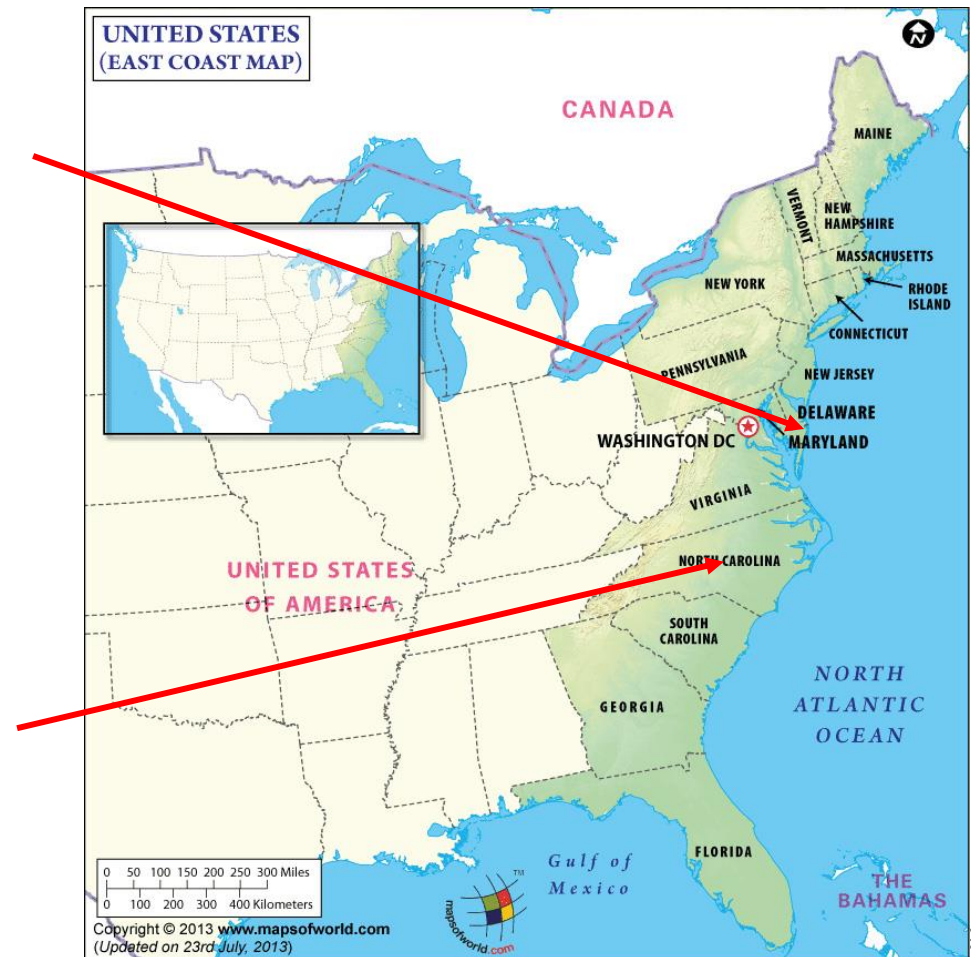 UNITED STATES
(EAST COAST MAP)
N
CANADA
MAINE
VERMONT
NEW
HAMPSHIRE
MASSACHUSETTS
NEW YORK
RHODE
ISLAND
CONNECTICUT
PENNSYLVANIA
NEW JERSEY
DELAWARE
WASHINGTON DC
MARYLAND
VIRGINIA
NORTH CAROLINA
UNITED STATES
OF AMERICA
SOUTH
CAROLINA
GEORGIA
NORTH
ATLANTIC
OCEAN
FLORIDA
Gulf of
Mexico
THE
BAHAMAS
0 50 100 150 200 250 300 Miles
0 100 200 300 400 Kilometers
TM
mapsofworld.com
Copyright © 2013 www.mapsofworld.com
(Updated on 23rd July, 2013)